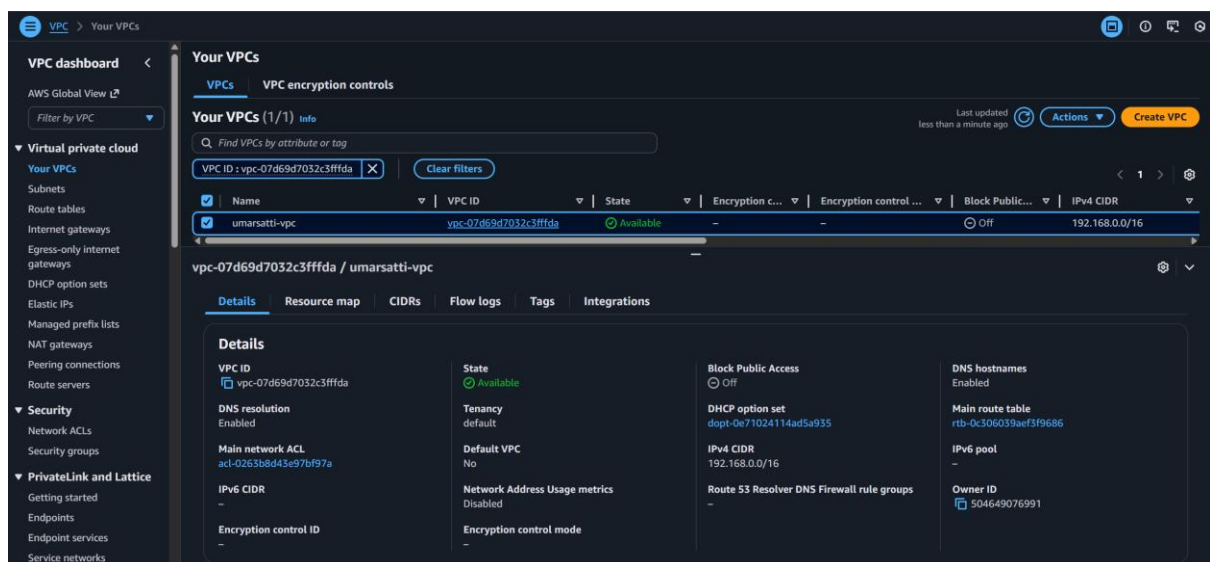 VPC > Your VPCs
VPC dashboard
AWS Global View
Filter by VPC
Virtual private cloud
Your VPCs
Subnets
Route tables
Internet gateways
Egress-only internet
gateways
DHCP option sets
Elastic IPs
Managed prefix lists
NAT gateways
Peering connections
Route servers
Security
Network ACLs
Security groups
PrivateLink and Lattice
Getting started
Endpoints
Endpoint services
Service networks
Your VPCs
VPCs VPC encryption controls
Your VPCs (1/1) Info
Last updated
less than a minute ago
Actions Create VPC
Find VPCs by attribute or tag
VPC ID : vpc-07d69d7032c3fffda X Clear filters
< 1 >
Name VPC ID State Encryption c... Encryption control ... Block Public... IPv4 CIDR
umarsatti-vpc vpc-07d69d7032c3fffda Available – – Off 192.168.0.0/16
vpc-07d69d7032c3fffda / umarsatti-vpc
Details Resource map CIDRs Flow logs Tags Integrations
Details
VPC ID State Block Public Access DNS hostnames
vpc-07d69d7032c3fffda Available Off Enabled
DNS resolution Tenancy DHCP option set Main route table
Enabled default dopt-0e71024114ad5a935 rtb-0c306039aef3f9686
Main network ACL Default VPC IPv4 CIDR IPv6 pool
acl-0263b8d43e97bf97a No 192.168.0.0/16 –
IPv6 CIDR Network Address Usage metrics Route 53 Resolver DNS Firewall rule groups Owner ID
– Disabled – 504649076991
Encryption control ID Encryption control mode
– –